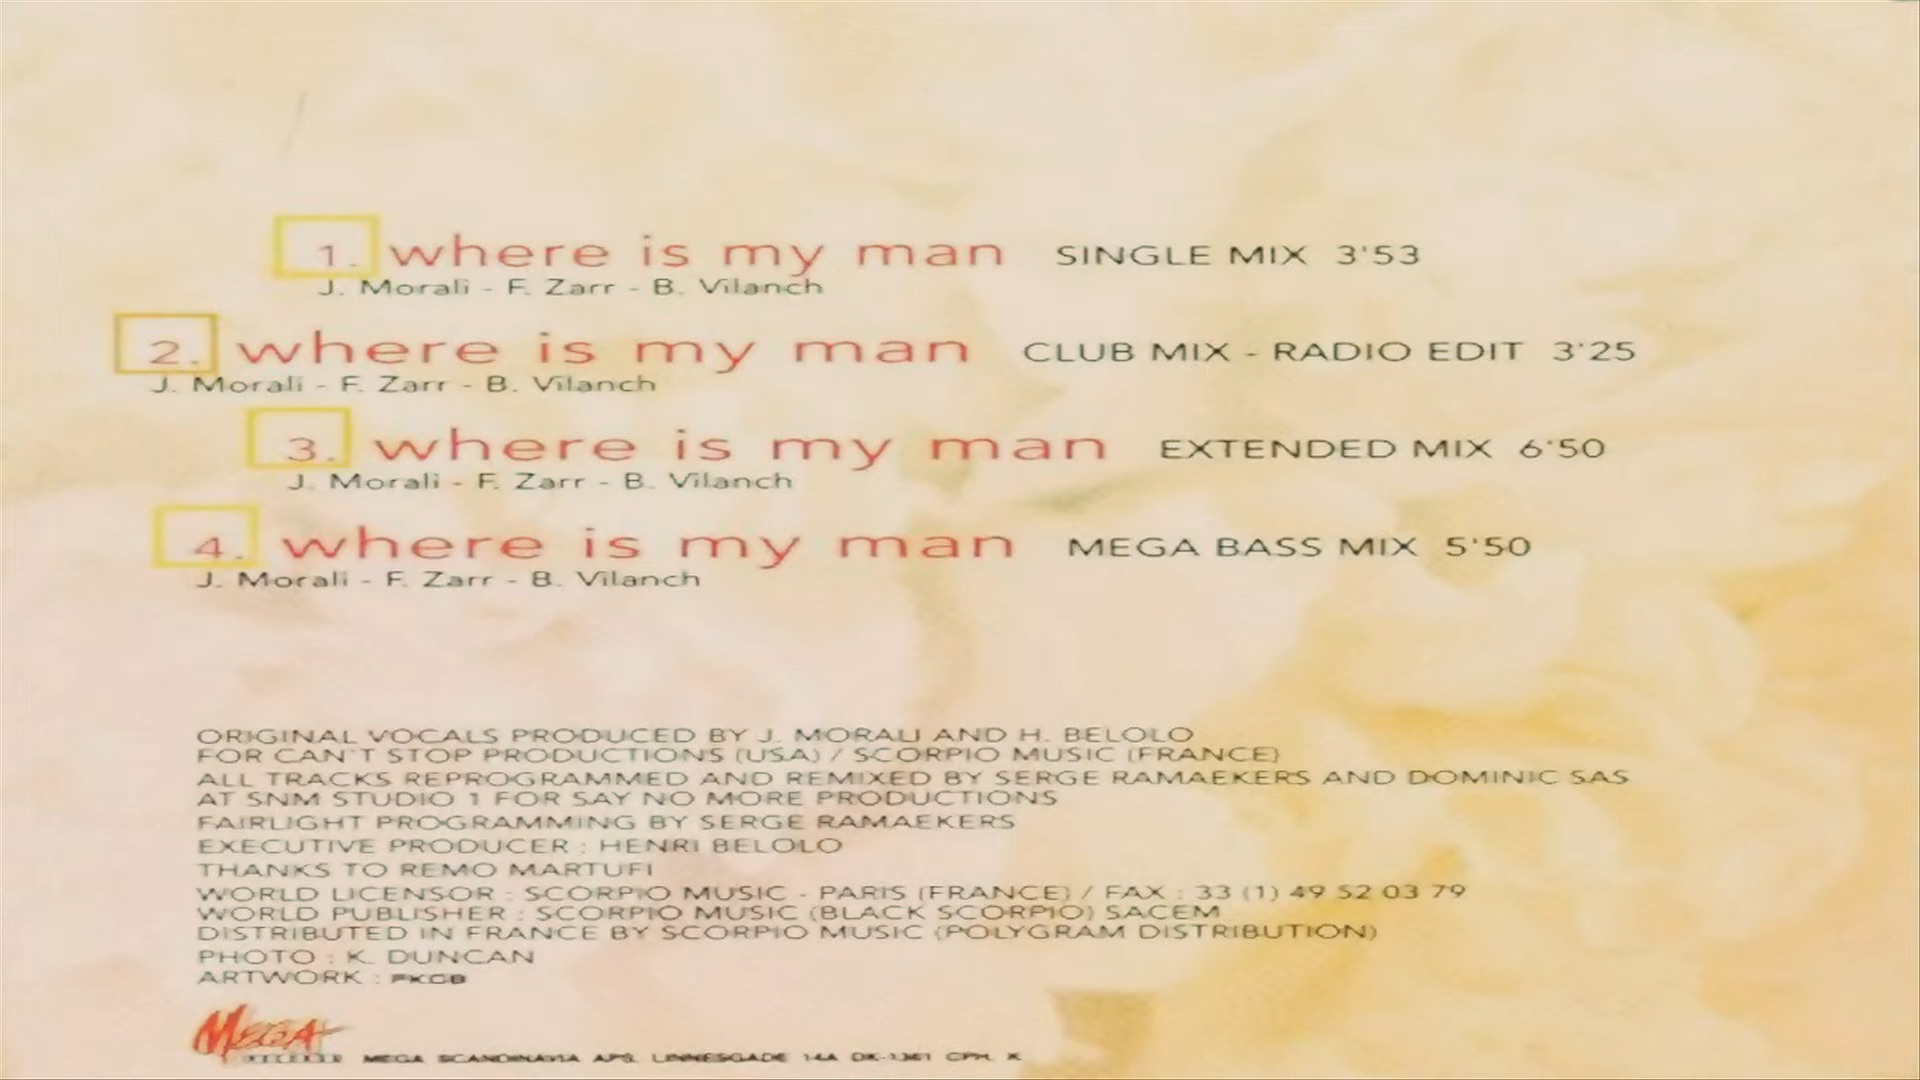 1. where is my man SINGLE MIX 3'53
J. Morali - F. Zarr - B. Vilanch
2. where is my man CLUB MIX - RADIO EDIT 3'25
J. Morali - F. Zarr - B. Vilanch
3. where is my man EXTENDED MIX 6'50
J. Morali - F. Zarr - B. Vilanch
4. where is my man MEGA BASS MIX 5'50
J. Morali - F. Zarr - B. Vilanch
ORIGINAL VOCALS PRODUCED BY J. MORALI AND H. BELOLO
FOR CAN'T STOP PRODUCTIONS (USA) / SCORPIO MUSIC (FRANCE)
ALL TRACKS REPROGRAMMED AND REMIXED BY SERGE RAMAEKERS AND DOMINIC SAS
AT SNM STUDIO 1 FOR SAY NO MORE PRODUCTIONS
FAIRLIGHT PROGRAMMING BY SERGE RAMAEKERS
EXECUTIVE PRODUCER : HENRI BELOLO
THANKS TO REMO MARTUFI
WORLD LICENSOR : SCORPIO MUSIC - PARIS (FRANCE) / FAX : 33 (1) 49 52 03 79
WORLD PUBLISHER : SCORPIO MUSIC (BLACK SCORPIO) SACEM
DISTRIBUTED IN FRANCE BY SCORPIO MUSIC (POLYGRAM DISTRIBUTION)
PHOTO : K. DUNCAN
ARTWORK : PKGB
MEGA
RECORDS MEGA SCANDINAVIA APS. LINNESGADE 14A DK-1361 CPH. K